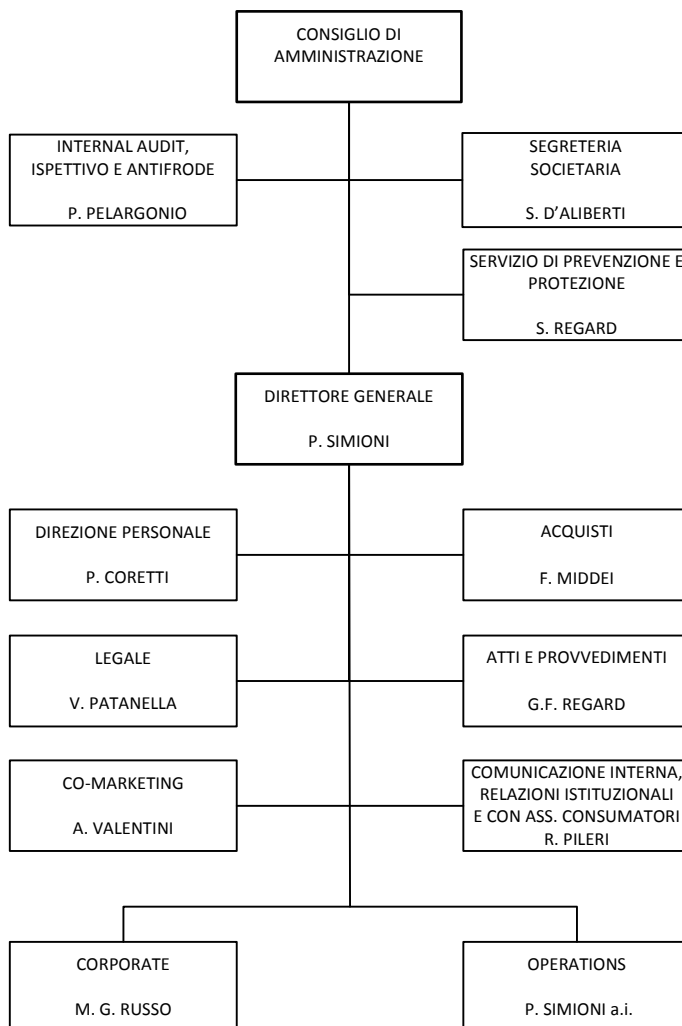 CONSIGLIO DI
AMMINISTRAZIONE
INTERNAL AUDIT,
ISPETTIVO E ANTIFRODE
P. PELARGONIO
SEGRETERIA
SOCIETARIA
S. D'ALIBERTI
SERVIZIO DI PREVENZIONE E
PROTEZIONE
S. REGARD
DIRETTORE GENERALE
P. SIMIONI
DIREZIONE PERSONALE
P. CORETTI
ACQUISTI
F. MIDDEI
LEGALE
V. PATANELLA
ATTI E PROVVEDIMENTI
G.F. REGARD
CO-MARKETING
A. VALENTINI
COMUNICAZIONE INTERNA,
RELAZIONI ISTITUZIONALI
E CON ASS. CONSUMATORI
R. PILERI
CORPORATE
M. G. RUSSO
OPERATIONS
P. SIMIONI a.i.